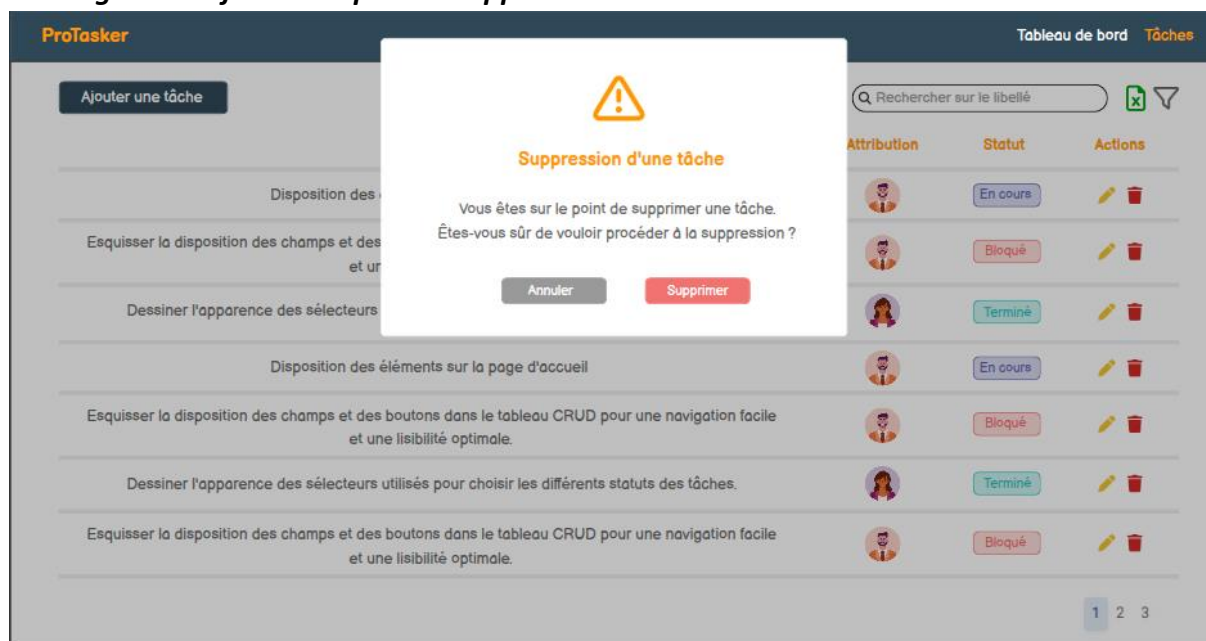 ProTasker
Tableau de bord Tâches
Ajouter une tâche
Rechercher sur le libellé
Attribution Statut Actions
Suppression d'une tâche
Vous êtes sur le point de supprimer une tâche.
Êtes-vous sûr de vouloir procéder à la suppression ?
Annuler Supprimer
Disposition des
En cours
Esquisser la disposition des champs et des
et
Bloqué
Dessiner l'apparence des sélecteurs
Terminé
Disposition des éléments sur la page d'accueil
En cours
Esquisser la disposition des champs et des boutons dans le tableau CRUD pour une navigation facile
et une lisibilité optimale.
Bloqué
Dessiner l'apparence des sélecteurs utilisés pour choisir les différents statuts des tâches.
Terminé
Esquisser la disposition des champs et des boutons dans le tableau CRUD pour une navigation facile
et une lisibilité optimale.
Bloqué
1 2 3